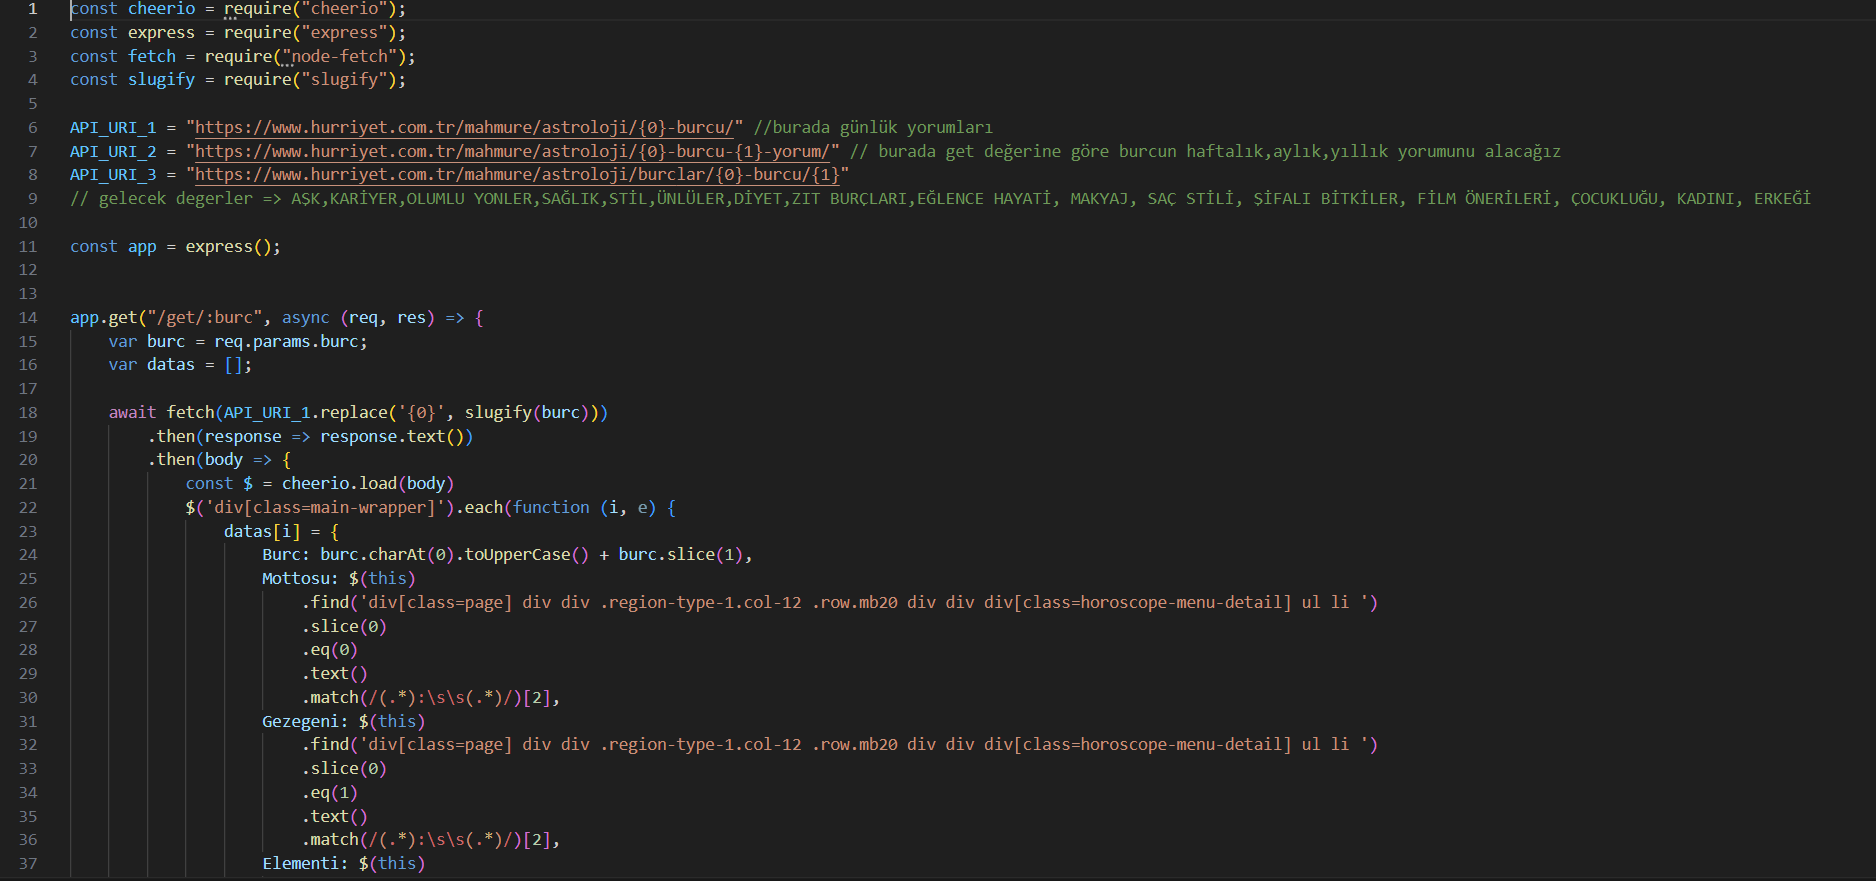 1 const cheerio = require("cheerio");
2 const express = require("express");
3 const fetch = require("node-fetch");
4 const slugify = require("slugify");
5
6 API_URI_1 = "https://www.hurriyet.com.tr/mahmure/astroloji/{0}-burcu/" //burada günlük yorumları
7 API_URI_2 = "https://www.hurriyet.com.tr/mahmure/astroloji/{0}-burcu-{1}-yorum/" // burada get değerine göre burcun haftalık,aylık,yıllık yorumunu alacağız
8 API_URI_3 = "https://www.hurriyet.com.tr/mahmure/astroloji/burclar/{0}-burcu/{1}"
9 // gelecek degerler => AŞK,KARİYER,OLUMLU YONLER,SAĞLIK,STİL,ÜNLÜLER,DİYET,ZIT BURÇLARI,EĞLENCE HAYATİ, MAKYAJ, SAÇ STİLİ, ŞİFALI BİTKİLER, FİLM ÖNERİLERİ, ÇOCUKLUĞU, KADINI, ERKEĞİ
10
11 const app = express();
12
13
14 app.get("/get/:burc", async (req, res) => {
15     var burc = req.params.burc;
16     var datas = [];
17
18     await fetch(API_URI_1.replace('{0}', slugify(burc)))
19         .then(response => response.text())
20         .then(body => {
21             const $ = cheerio.load(body)
22             $('div[class=main-wrapper]').each(function (i, e) {
23                 datas[i] = {
24                     Burc: burc.charAt(0).toUpperCase() + burc.slice(1),
25                     Mottosu: $(this)
26                         .find('div[class=page] div div .region-type-1.col-12 .row.mb20 div div div[class=horoscope-menu-detail] ul li ')
27                         .slice(0)
28                         .eq(0)
29                         .text()
30                         .match(/(.*):\s\s(.*)/)[2],
31                     Gezegeni: $(this)
32                         .find('div[class=page] div div .region-type-1.col-12 .row.mb20 div div div[class=horoscope-menu-detail] ul li ')
33                         .slice(0)
34                         .eq(1)
35                         .text()
36                         .match(/(.*):\s\s(.*)/)[2],
37                     Elementi: $(this)